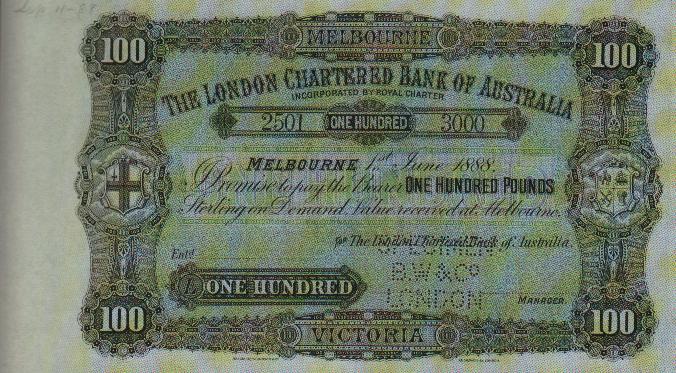 100 MELBOURNE 100
THE LONDON CHARTERED BANK OF AUSTRALIA
INCORPORATED BY ROYAL CHARTER
2501 ONE HUNDRED 3000
MELBOURNE 1st June 1888.
I Promise to pay the Bearer ONE HUNDRED POUNDS
Sterling on Demand. Value received at Melbourne.
for The London Chartered Bank of Australia.
Entd.
SPECIMEN
B.W.& Co
LONDON
£ ONE HUNDRED
MANAGER.
100 VICTORIA 100